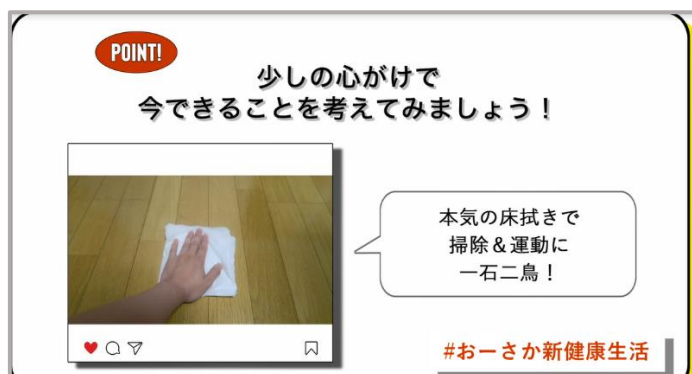 POINT!
少しの心がけで
今できることを考えてみましょう！
本気の床拭きで
掃除＆運動に
一石二鳥！
#おーさか新健康生活